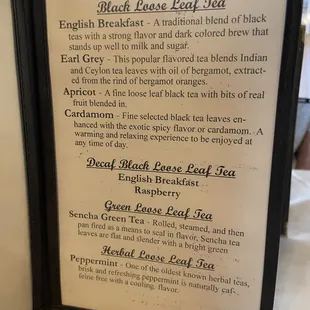 Black Loose Leaf Tea
English Breakfast - A traditional blend of black
teas with a strong flavor and dark colored brew that
stands up well to milk and sugar.
Earl Grey - This popular flavored tea blends Indian
and Ceylon tea leaves with oil of bergamot, extract-
ed from the rind of bergamot oranges.
Apricot - A fine loose leaf black tea with bits of real
fruit blended in.
Cardamom - Fine selected black tea leaves en-
hanced with the exotic spicy flavor or cardamom. A
warming and relaxing experience to be enjoyed at
any time of day.
Decaf Black Loose Leaf Tea
English Breakfast
Raspberry
Green Loose Leaf Tea
Sencha Green Tea - Rolled, steamed, and then
pan fired as a means to seal in flavor, Sencha tea
leaves are flat and slender with a bright green
Herbal Loose Leaf Tea
Peppermint - One of the oldest known herbal teas,
brisk and refreshing peppermint is naturally caf-
feine free with a cooling flavor.